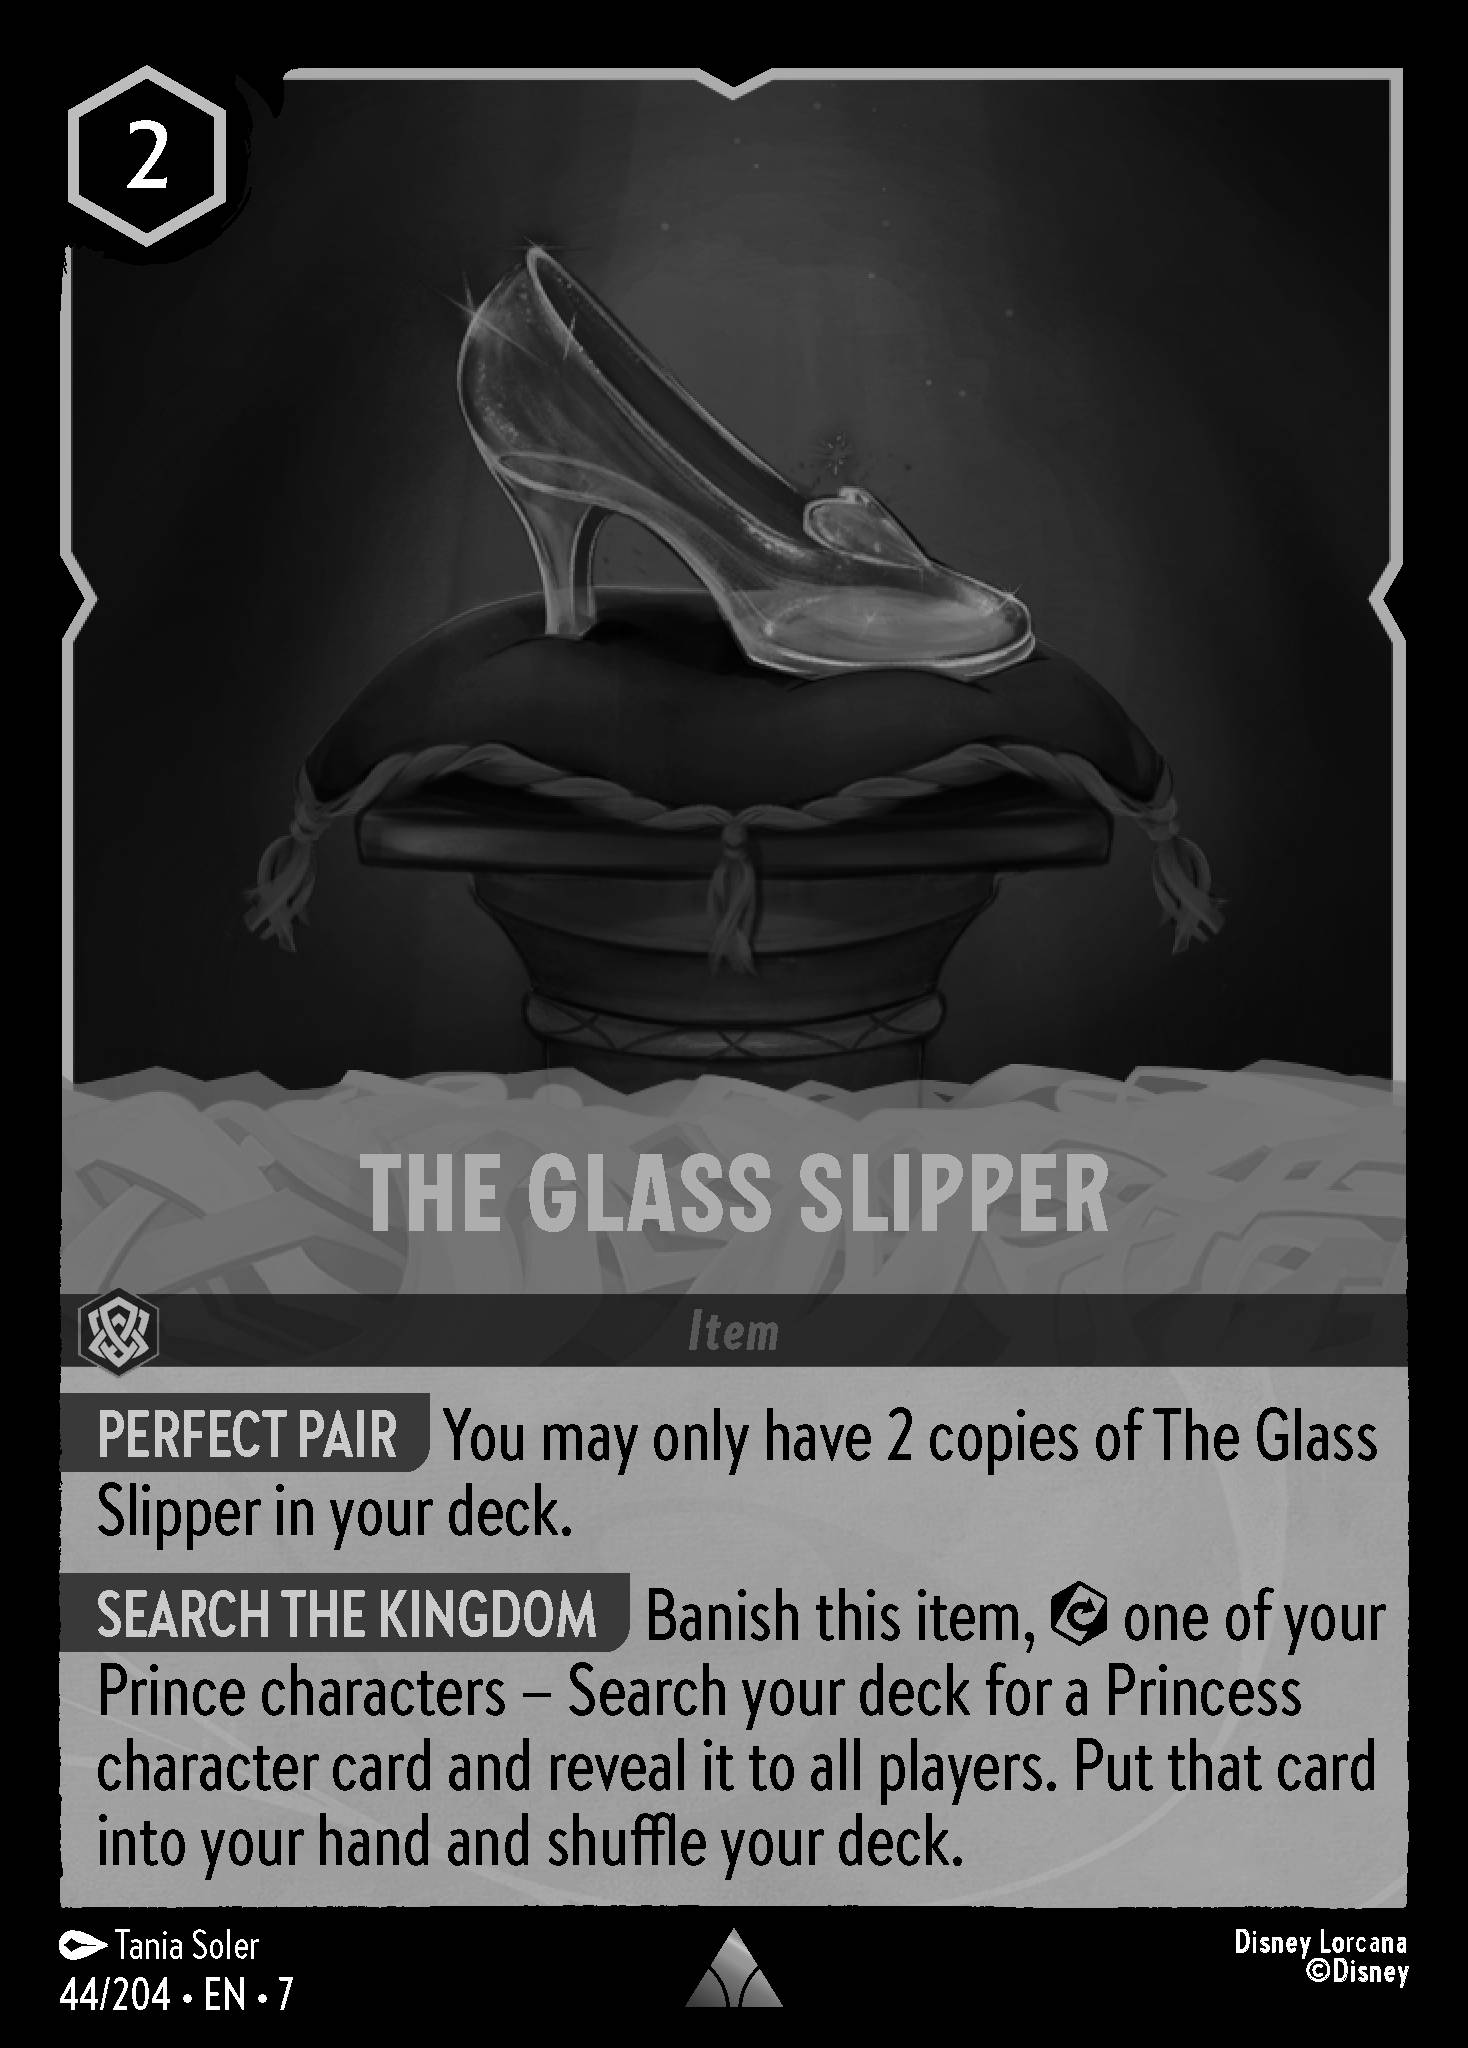 2
THE GLASS SLIPPER
Item
PERFECT PAIR You may only have 2 copies of The Glass
Slipper in your deck.
SEARCH THE KINGDOM Banish this item, one of your
Prince characters – Search your deck for a Princess
character card and reveal it to all players. Put that card
into your hand and shuffle your deck.
Tania Soler
44/204 • EN • 7
Disney Lorcana
©Disney